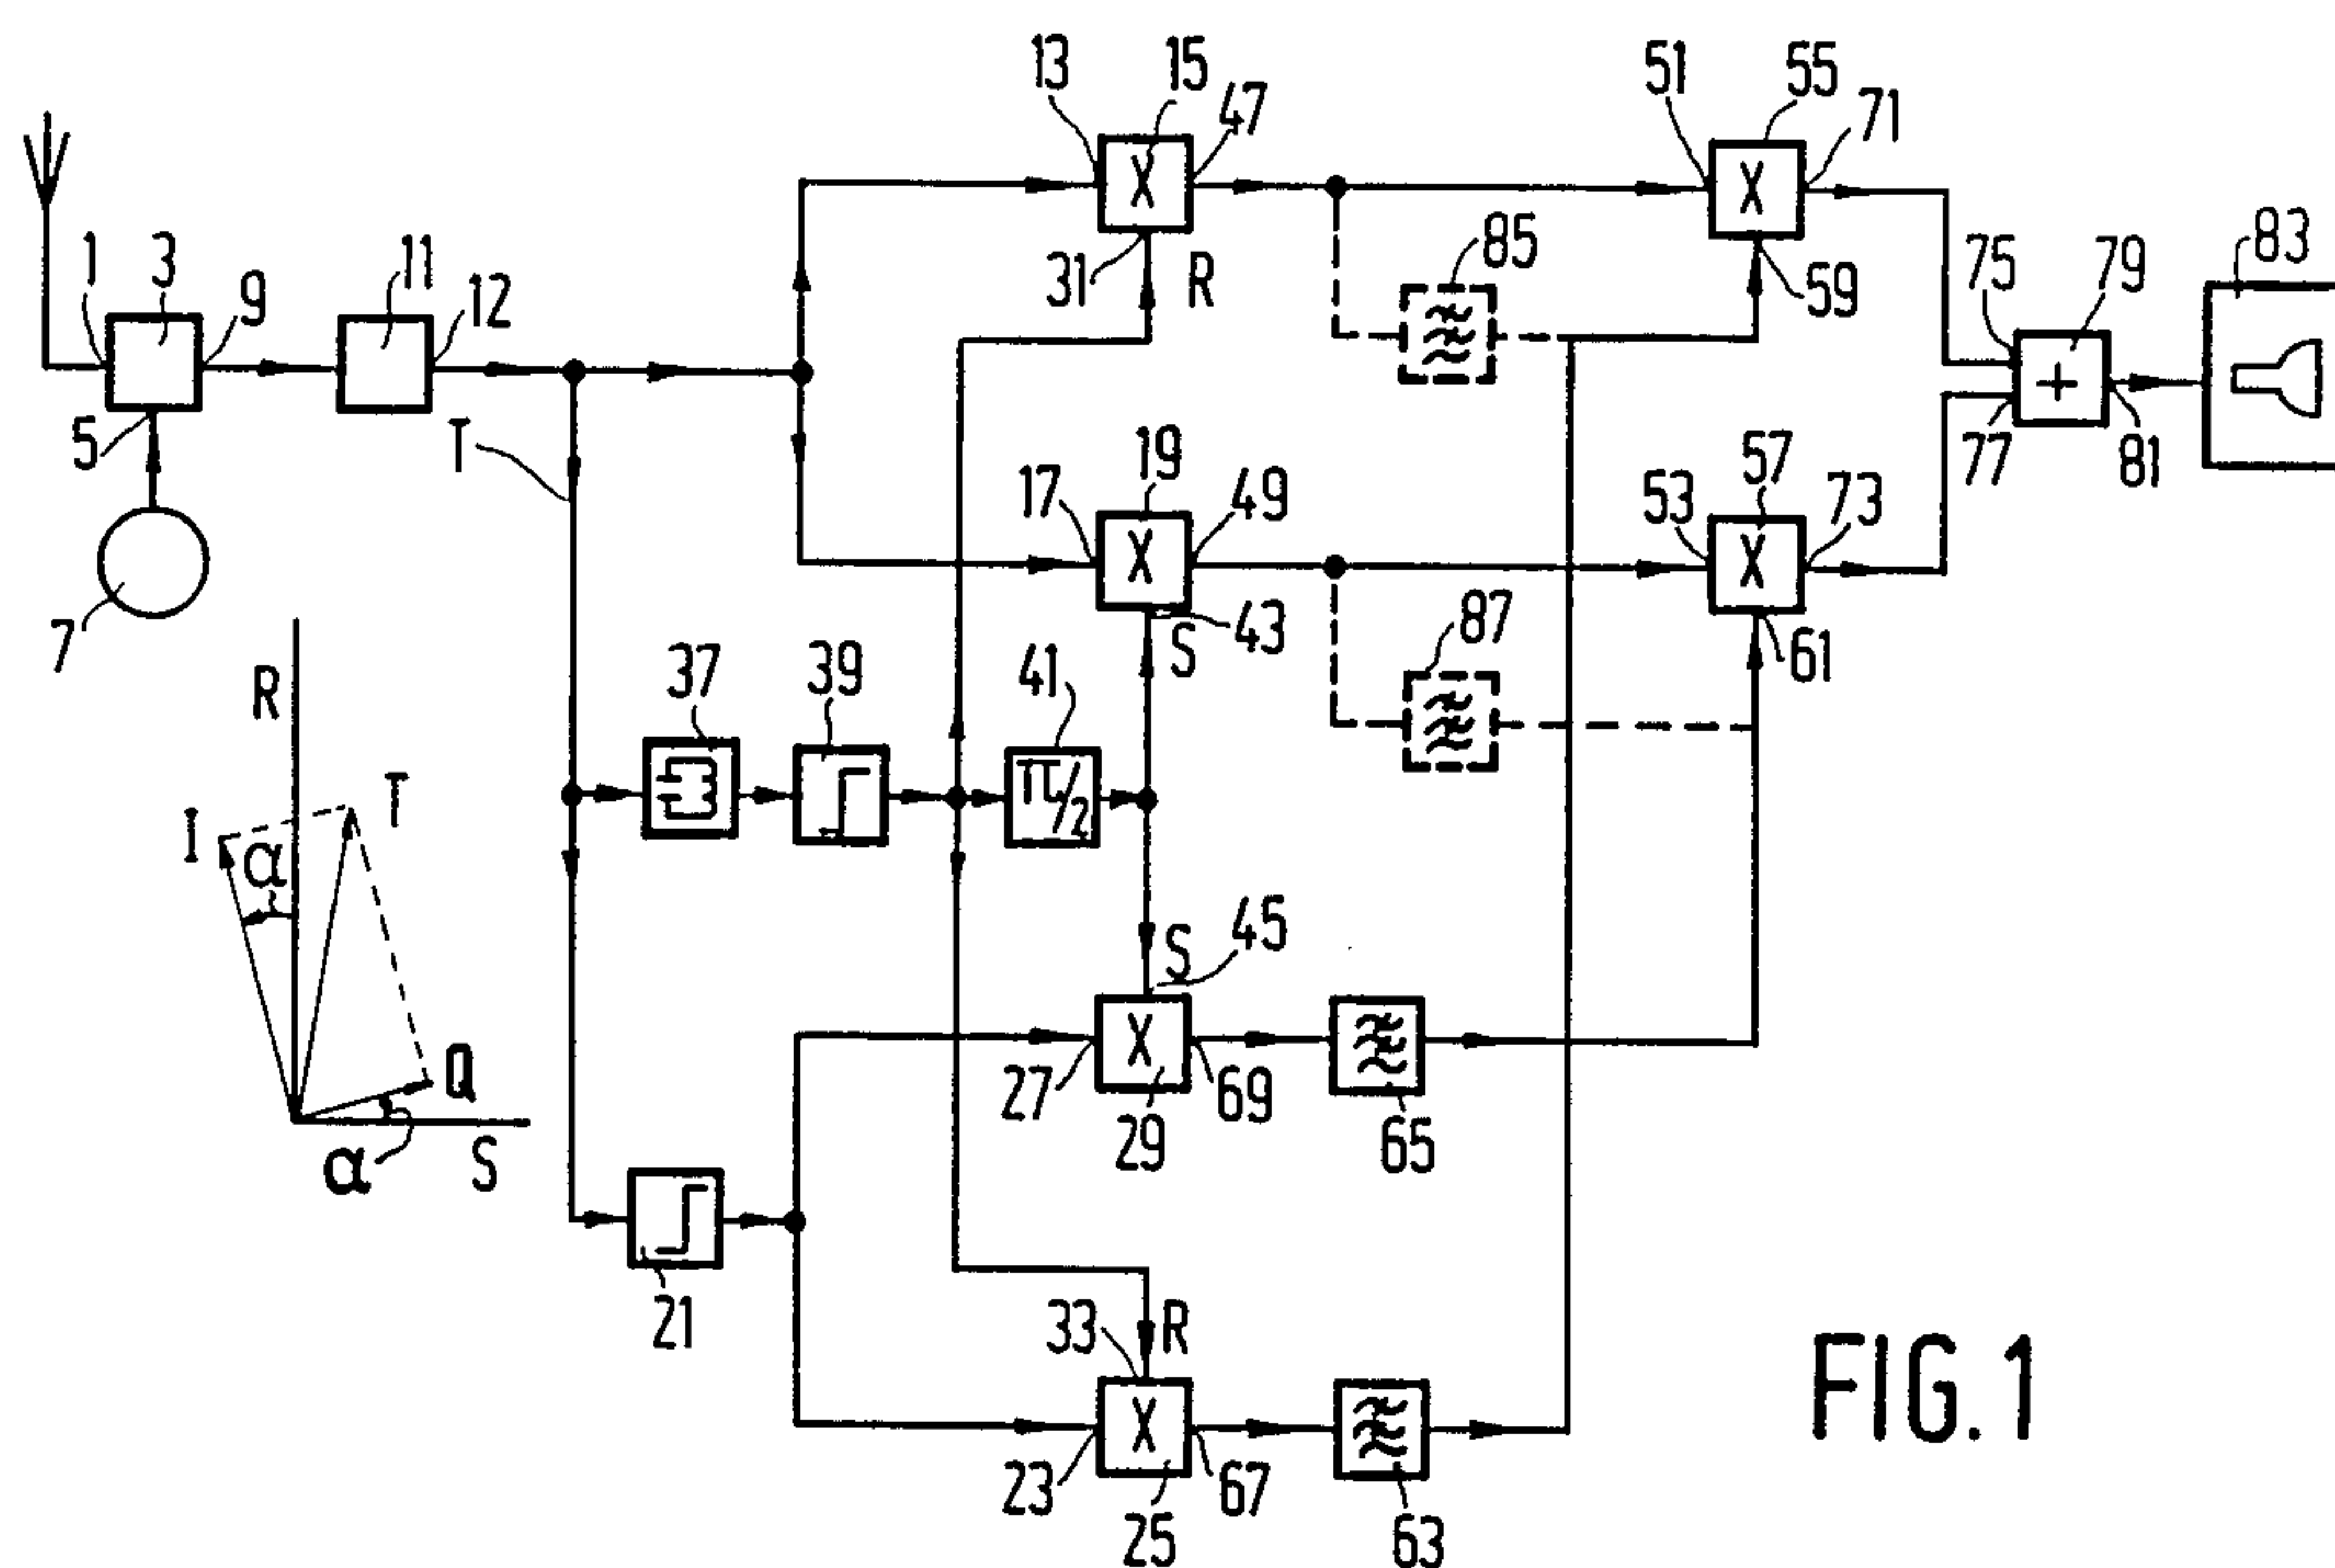 13 15 47 51 55 71
1 3 9 11 12 85 75 79 83
X X
31 R 59
5 T 77 + 81
17 19 49 53 57 73
X X
7 43 S 87 61
R 37 39 41
π/2
I α T
S 45
Q
27 X 69
α S 29 65
21
33 R
23 X 67
25 63
FIG.1